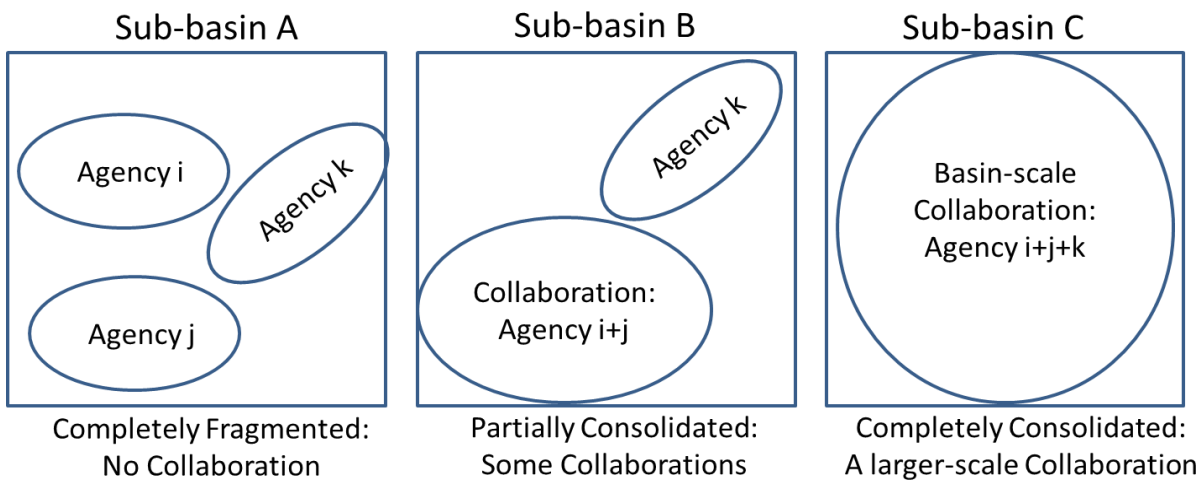 Sub-basin A
Agency i
Agency k
Agency j
Completely Fragmented:
No Collaboration
Sub-basin B
Agency k
Collaboration:
Agency i+j
Partially Consolidated:
Some Collaborations
Sub-basin C
Basin-scale
Collaboration:
Agency i+j+k
Completely Consolidated:
A larger-scale Collaboration